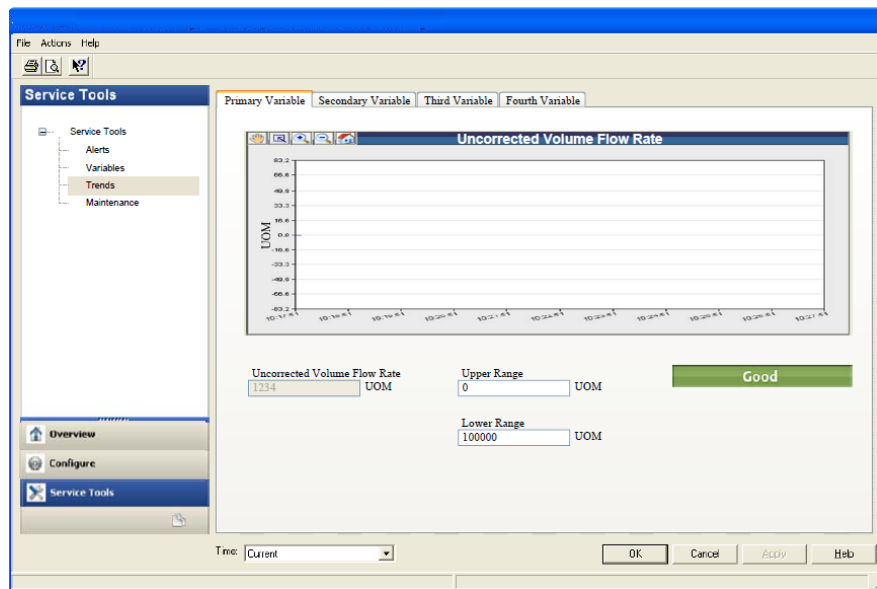 File Actions Help
Service Tools
Service Tools
Alerts
Variables
Trends
Maintenance
Overview
Configure
Service Tools
Primary Variable Secondary Variable Third Variable Fourth Variable
Uncorrected Volume Flow Rate
UOM
83.2
66.6
49.9
33.3
16.6
0.0
-16.6
-33.3
-49.9
-66.6
-83.2
Uncorrected Volume Flow Rate
1234 UOM
Upper Range
0 UOM
Lower Range
100000 UOM
Good
Time: Current
OK Cancel Apply Help